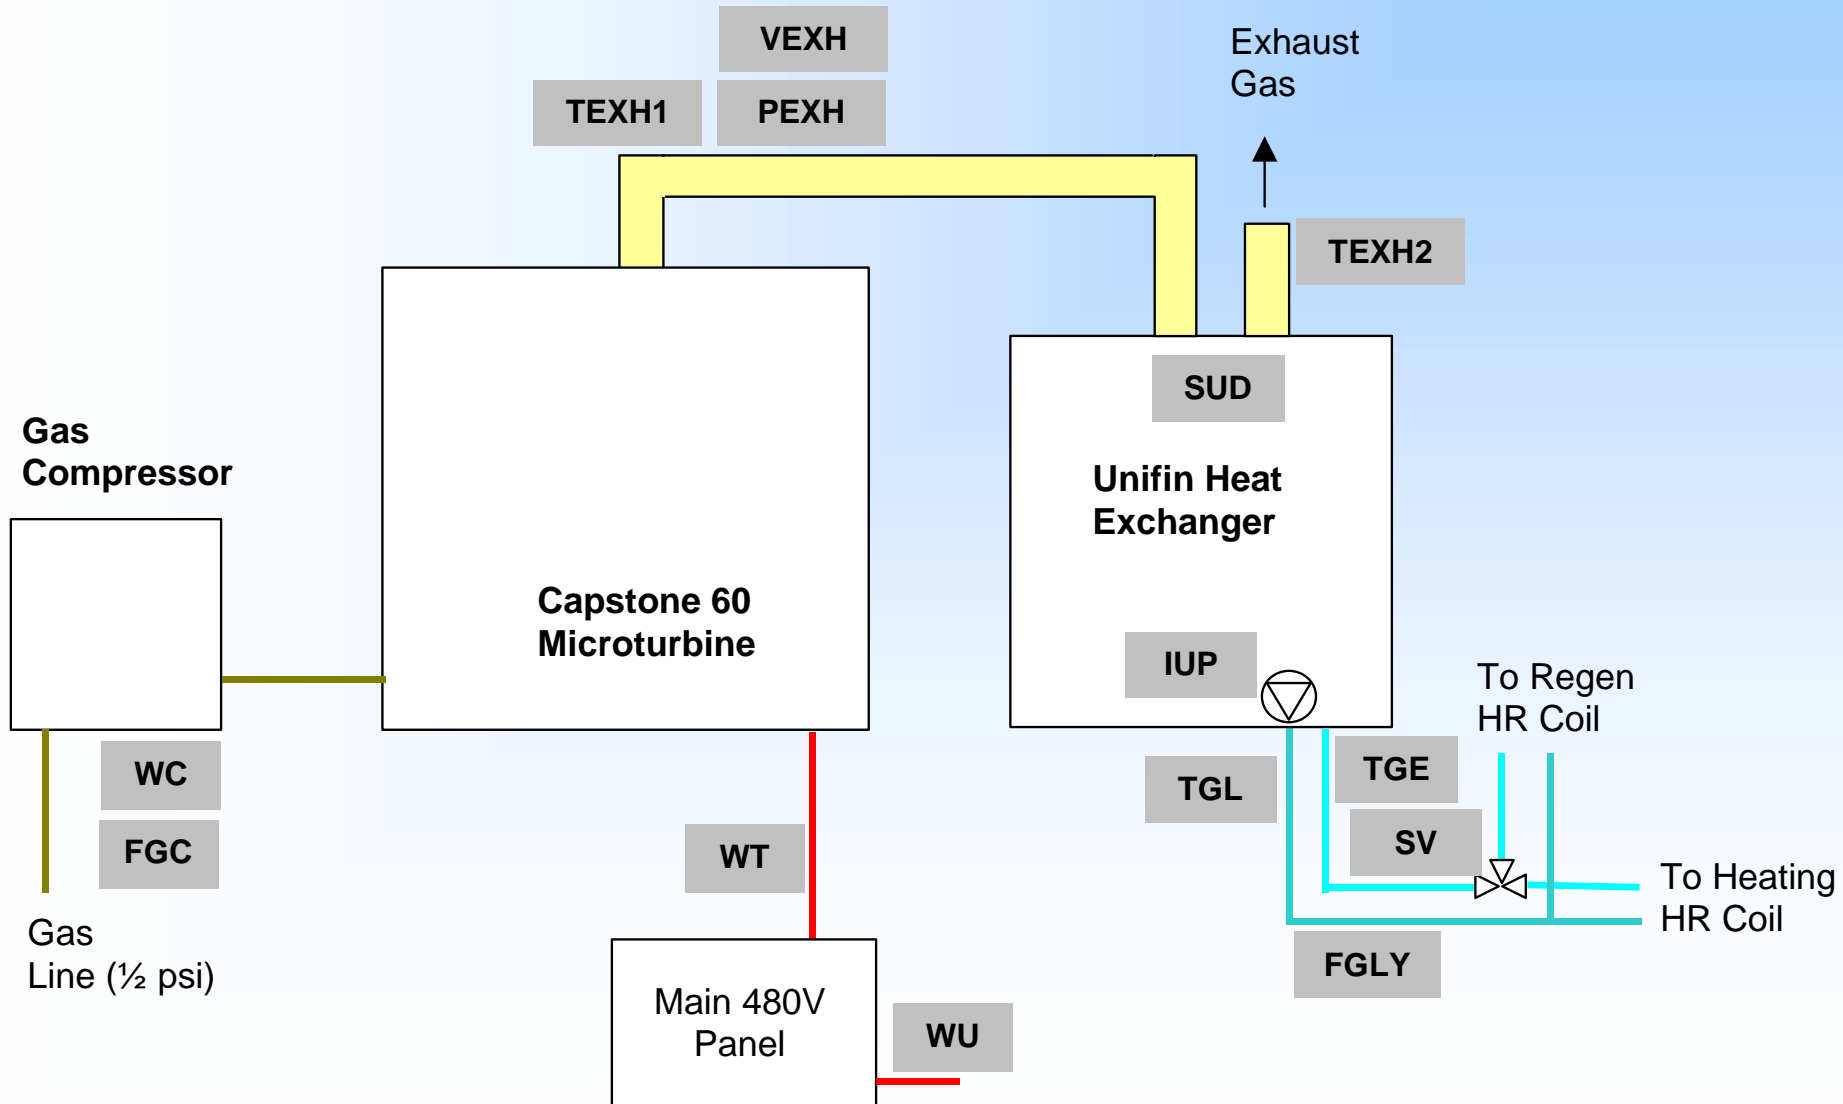 VEXH
Exhaust
Gas
TEXH1
PEXH
TEXH2
SUD
Gas
Compressor
Unifin Heat
Exchanger
Capstone 60
Microturbine
IUP
To Regen
HR Coil
WC
TGL
TGE
FGC
WT
SV
To Heating
HR Coil
Gas
Line (½ psi)
FGLY
Main 480V
Panel
WU